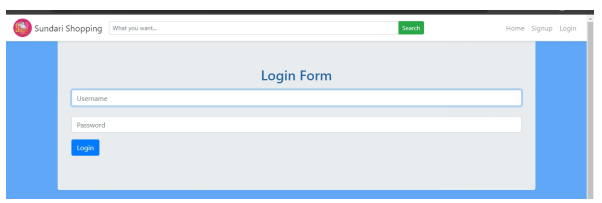 Sundari Shopping What you want... Search Home Signup Login
Login Form
Username
Password
Login